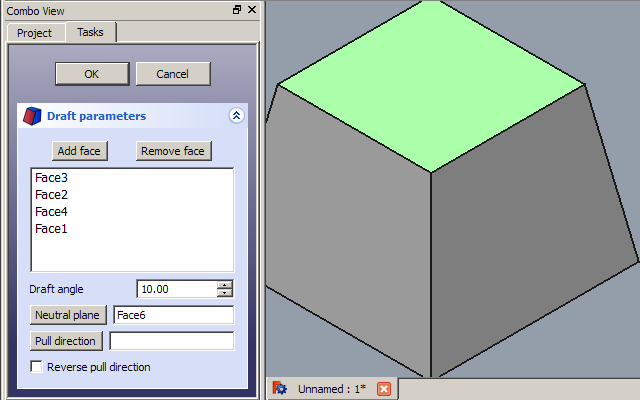 Combo View
Project Tasks
OK Cancel
Draft parameters
Add face Remove face
Face3
Face2
Face4
Face1
Draft angle 10.00
Neutral plane Face6
Pull direction
Reverse pull direction
Unnamed : 1*